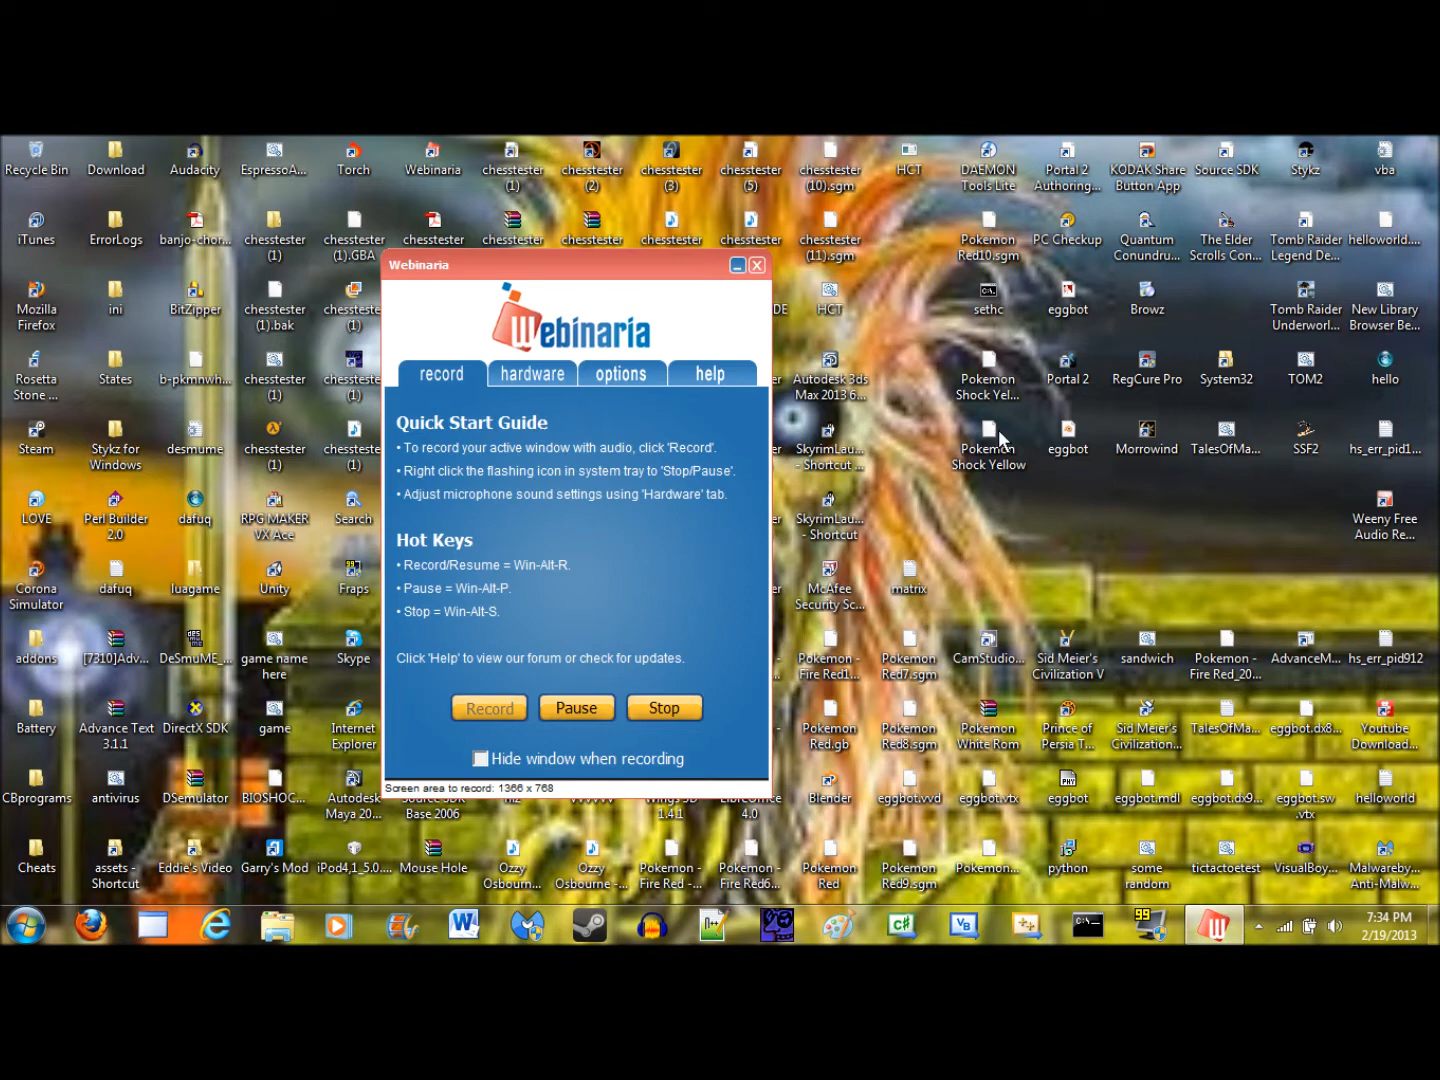 Recycle Bin
Download
Audacity
EspressoA...
Torch
Webinaria
chesstester
(1)
chesstester
(2)
chesstester
(3)
chesstester
(5)
chesstester
(10).sgm
HCT
DAEMON
Tools Lite
Portal 2
Authoring...
KODAK Share
Button App
Source SDK
Stykz
vba
iTunes
ErrorLogs
banjo-chor...
chesstester
(1)
chesstester
(1).GBA
chesstester
chesstester
chesstester
chesstester
chesstester
chesstester
(11).sgm
Pokemon
Red10.sgm
PC Checkup
Quantum
Conundru...
The Elder
Scrolls Con...
Tomb Raider
Legend De...
helloworld....
Mozilla
Firefox
ini
BitZipper
chesstester
(1).bak
chesteste
(1)
DE
HCT
sethc
eggbot
Browz
Tomb Raider
Underworl...
New Library
Browser Be...
Rosetta
Stone ...
States
b-pkmnwh...
chesstester
(1)
chessteste
(1)
Autodesk 3ds
Max 2013 6...
Pokemon
Shock Yel...
Portal 2
RegCure Pro
System32
TOM2
hello
Steam
Stykz for
Windows
desmume
chesstester
(1)
chessteste
(1)
SkyrimLau...
- Shortcut ...
Pokemon
Shock Yellow
eggbot
Morrowind
TalesOfMa...
SSF2
hs_err_pid1...
LOVE
Perl Builder
2.0
dafuq
RPG MAKER
VX Ace
Search
SkyrimLau...
- Shortcut
Weeny Free
Audio Re...
Corona
Simulator
dafuq
luagame
Unity
Fraps
er
McAfee
Security Sc...
matrix
addons
[7310]Adv...
DeSmuME_...
game name
here
Skype
Pokemon -
Fire Red1...
Pokemon
Red7.sgm
CamStudio...
Sid Meier's
Civilization V
sandwich
Pokemon -
Fire Red_20...
AdvanceM...
hs_err_pid912
Battery
Advance Text
3.1.1
DirectX SDK
game
Internet
Explorer
Pokemon
Red.gb
Pokemon
Red8.sgm
Pokemon
White Rom
Prince of
Persia T...
Sid Meier's
Civilization...
TalesOfMa...
eggbot.dx8...
Youtube
Download...
CBprograms
antivirus
DSemulator
BIOSHOC...
Autodesk
Maya 20...
Base 2006
1.4.1
4.0
Blender
eggbot.vvd
eggbot.vtx
eggbot
eggbot.mdl
eggbot.dx9...
eggbot.sw
.vtx
helloworld
Cheats
assets -
Shortcut
Eddie's Video
Garry's Mod
iPod4,1_5.0....
Mouse Hole
Ozzy
Osbourn...
Ozzy
Osbourne -...
Pokemon -
Fire Red -...
Pokemon -
Fire Red6...
Pokemon
Red
Pokemon
Red9.sgm
Pokemon...
python
some
random
tictactoetest
VisualBoy...
Malwareby...
Anti-Malw...
Webinaria
Webinaria
record
hardware
options
help
Quick Start Guide
• To record your active window with audio, click 'Record'.
• Right click the flashing icon in system tray to 'Stop/Pause'.
• Adjust microphone sound settings using 'Hardware' tab.
Hot Keys
• Record/Resume = Win-Alt-R.
• Pause = Win-Alt-P.
• Stop = Win-Alt-S.
Click 'Help' to view our forum or check for updates.
Record
Pause
Stop
Hide window when recording
Screen area to record: 1366 x 768
7:34 PM
2/19/2013